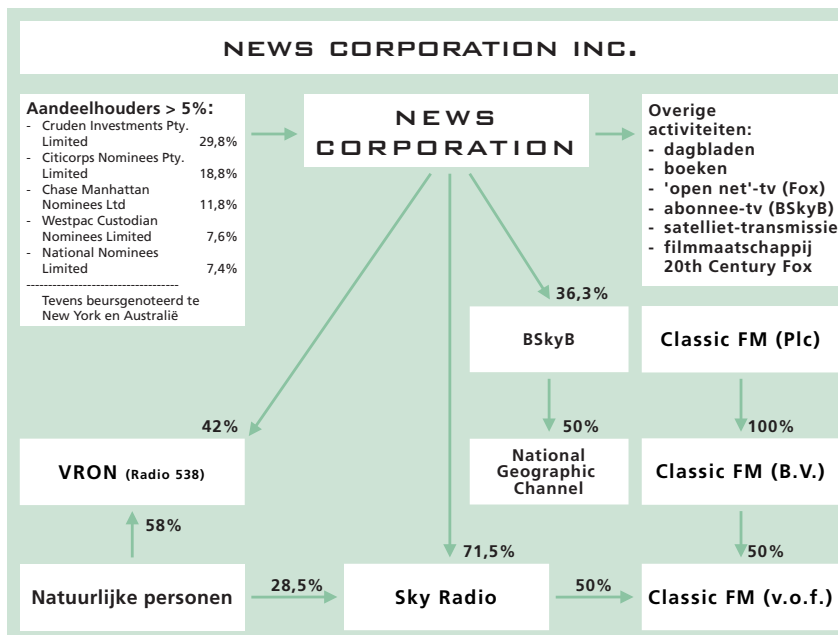 NEWS CORPORATION INC.
Aandeelhouders > 5%:
- Cruden Investments Pty.
Limited 29,8%
- Citicorps Nominees Pty.
Limited 18,8%
- Chase Manhattan
Nominees Ltd 11,8%
- Westpac Custodian
Nominees Limited 7,6%
- National Nominees
Limited 7,4%
-----------------------------------
Tevens beursgenoteerd te
New York en Australië
NEWS
CORPORATION
Overige
activiteiten:
- dagbladen
- boeken
- 'open net'-tv (Fox)
- abonnee-tv (BSkyB)
- satelliet-transmissie
- filmmaatschappij
20th Century Fox
36,3%
BSkyB
Classic FM (Plc)
42%
50%
100%
VRON (Radio 538)
National
Geographic
Channel
Classic FM (B.V.)
58%
71,5%
50%
Natuurlijke personen
28,5%
Sky Radio
50%
Classic FM (v.o.f.)